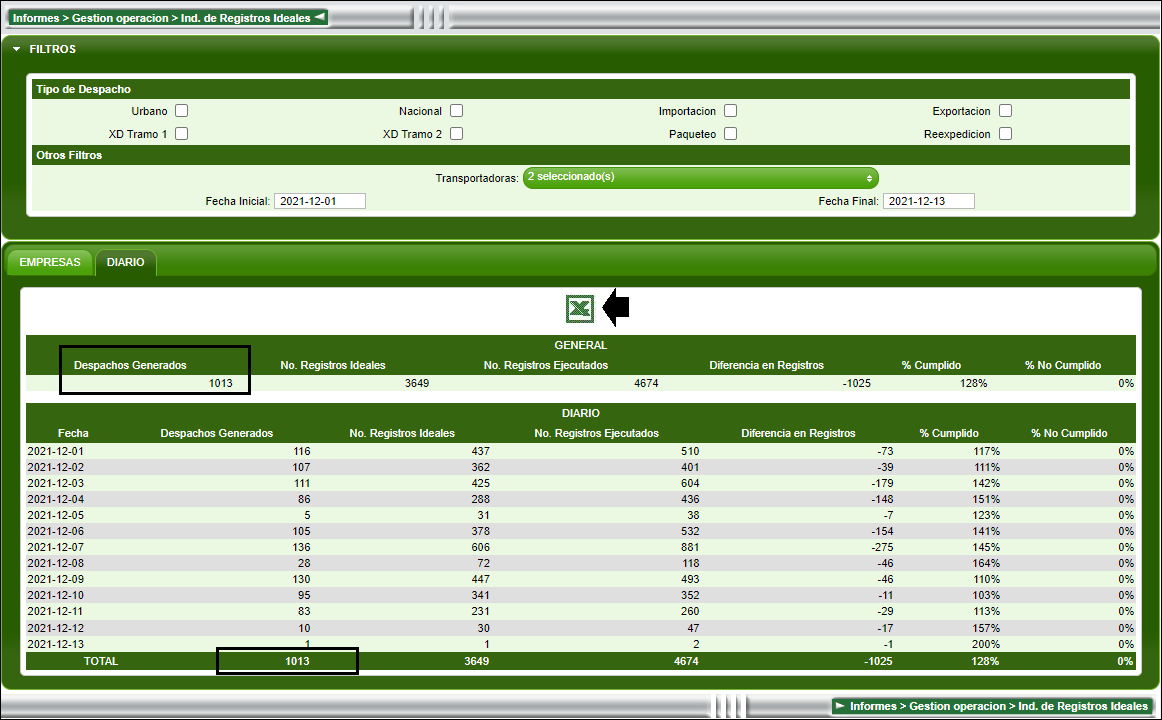 Informes > Gestion operacion > Ind. de Registros Ideales
FILTROS
Tipo de Despacho
Urbano Nacional Importacion Exportacion
XD Tramo 1 XD Tramo 2 Paqueteo Reexpedicion
Otros Filtros
Transportadoras: 2 seleccionado(s)
Fecha Inicial: 2021-12-01 Fecha Final: 2021-12-13
EMPRESAS DIARIO
GENERAL
Despachos Generados No. Registros Ideales No. Registros Ejecutados Diferencia en Registros % Cumplido % No Cumplido
1013 3649 4674 -1025 128% 0%
DIARIO
Fecha Despachos Generados No. Registros Ideales No. Registros Ejecutados Diferencia en Registros % Cumplido % No Cumplido
2021-12-01 116 437 510 -73 117% 0%
2021-12-02 107 362 401 -39 111% 0%
2021-12-03 111 425 604 -179 142% 0%
2021-12-04 86 288 436 -148 151% 0%
2021-12-05 5 31 38 -7 123% 0%
2021-12-06 105 378 532 -154 141% 0%
2021-12-07 136 606 881 -275 145% 0%
2021-12-08 28 72 118 -46 164% 0%
2021-12-09 130 447 493 -46 110% 0%
2021-12-10 95 341 352 -11 103% 0%
2021-12-11 83 231 260 -29 113% 0%
2021-12-12 10 30 47 -17 157% 0%
2021-12-13 1 1 2 -1 200% 0%
TOTAL 1013 3649 4674 -1025 128% 0%
Informes > Gestion operacion > Ind. de Registros Ideales